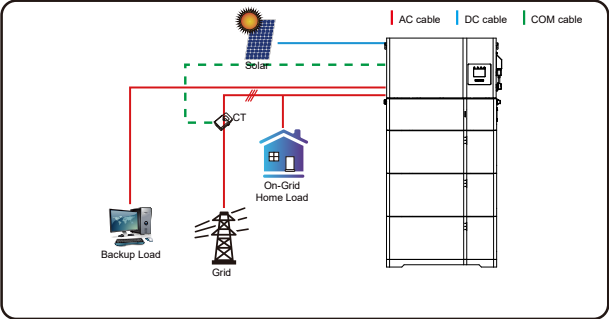 AC cable
DC cable
COM cable
Solar
CT
On-Grid
Home Load
Backup Load
Grid